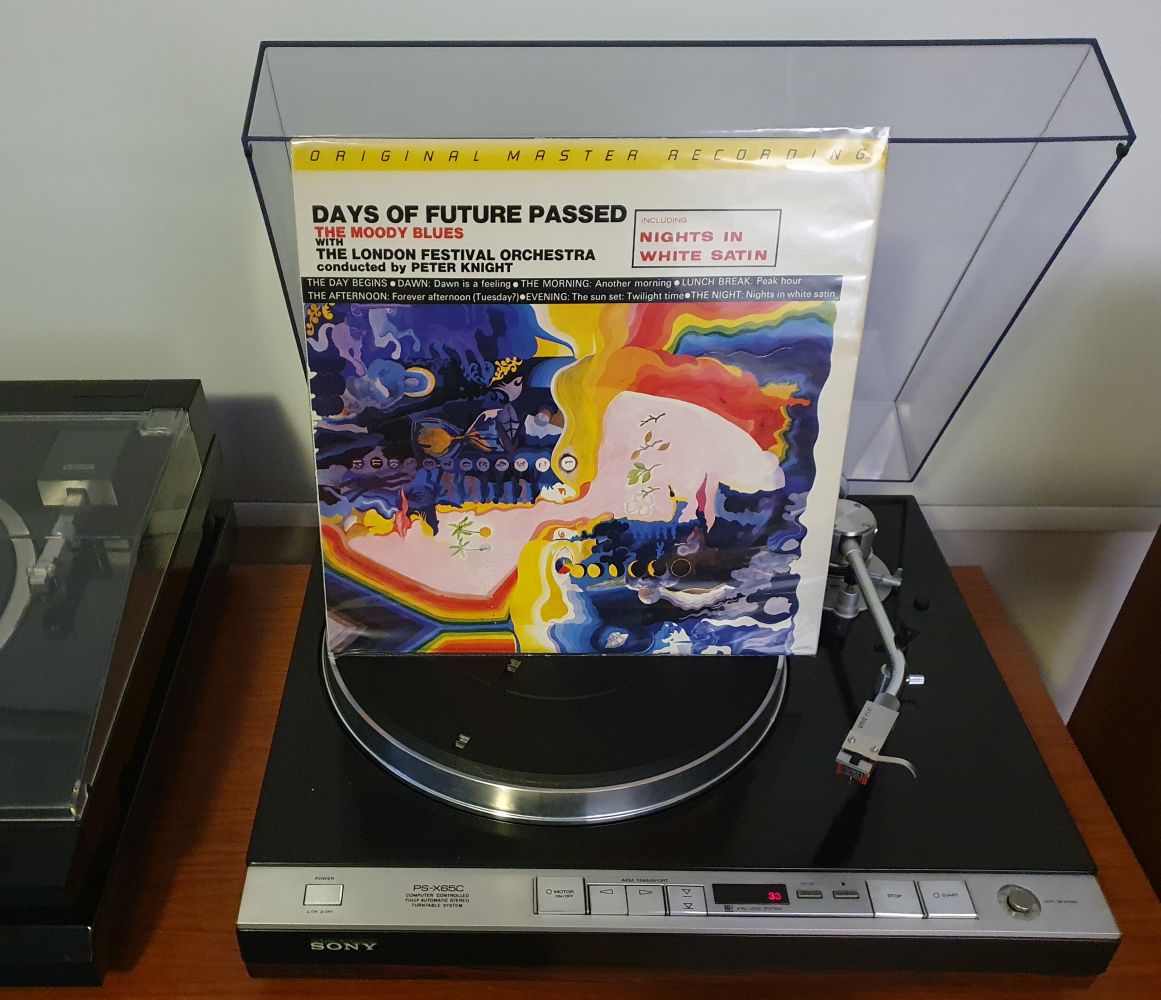 ORIGINAL MASTER RECORDING
DAYS OF FUTURE PASSED
THE MOODY BLUES
WITH
THE LONDON FESTIVAL ORCHESTRA
conducted by PETER KNIGHT
INCLUDING
NIGHTS IN
WHITE SATIN
THE DAY BEGINS ● DAWN: Dawn is a feeling ● THE MORNING: Another morning ● LUNCH BREAK: Peak hour
THE AFTERNOON: Forever afternoon (Tuesday?) ● EVENING: The sun set: Twilight time ● THE NIGHT: Nights in white satin
POWER
PS-X65C
COMPUTER CONTROLLED
FULLY AUTOMATIC STEREO
TURNTABLE SYSTEM
ARM TRANSPORT
MOTOR
ON/OFF
33
STOP
START
SONY